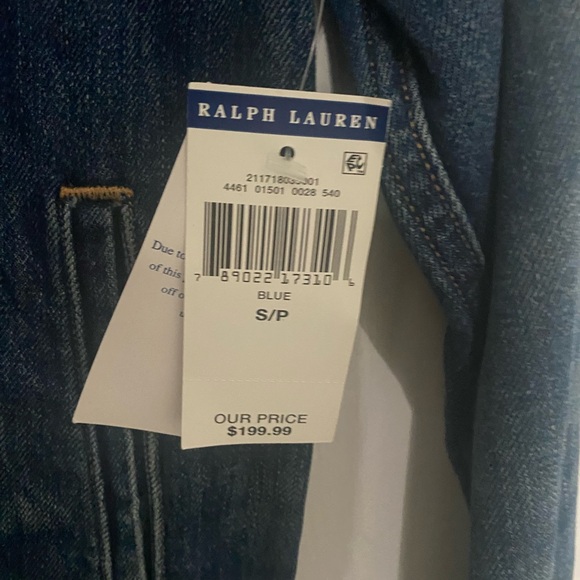 RALPH LAUREN
4461 01501 0028 540
7 89022 17310 6
BLUE
S/P
OUR PRICE
$199.99
Due to
of this
off o